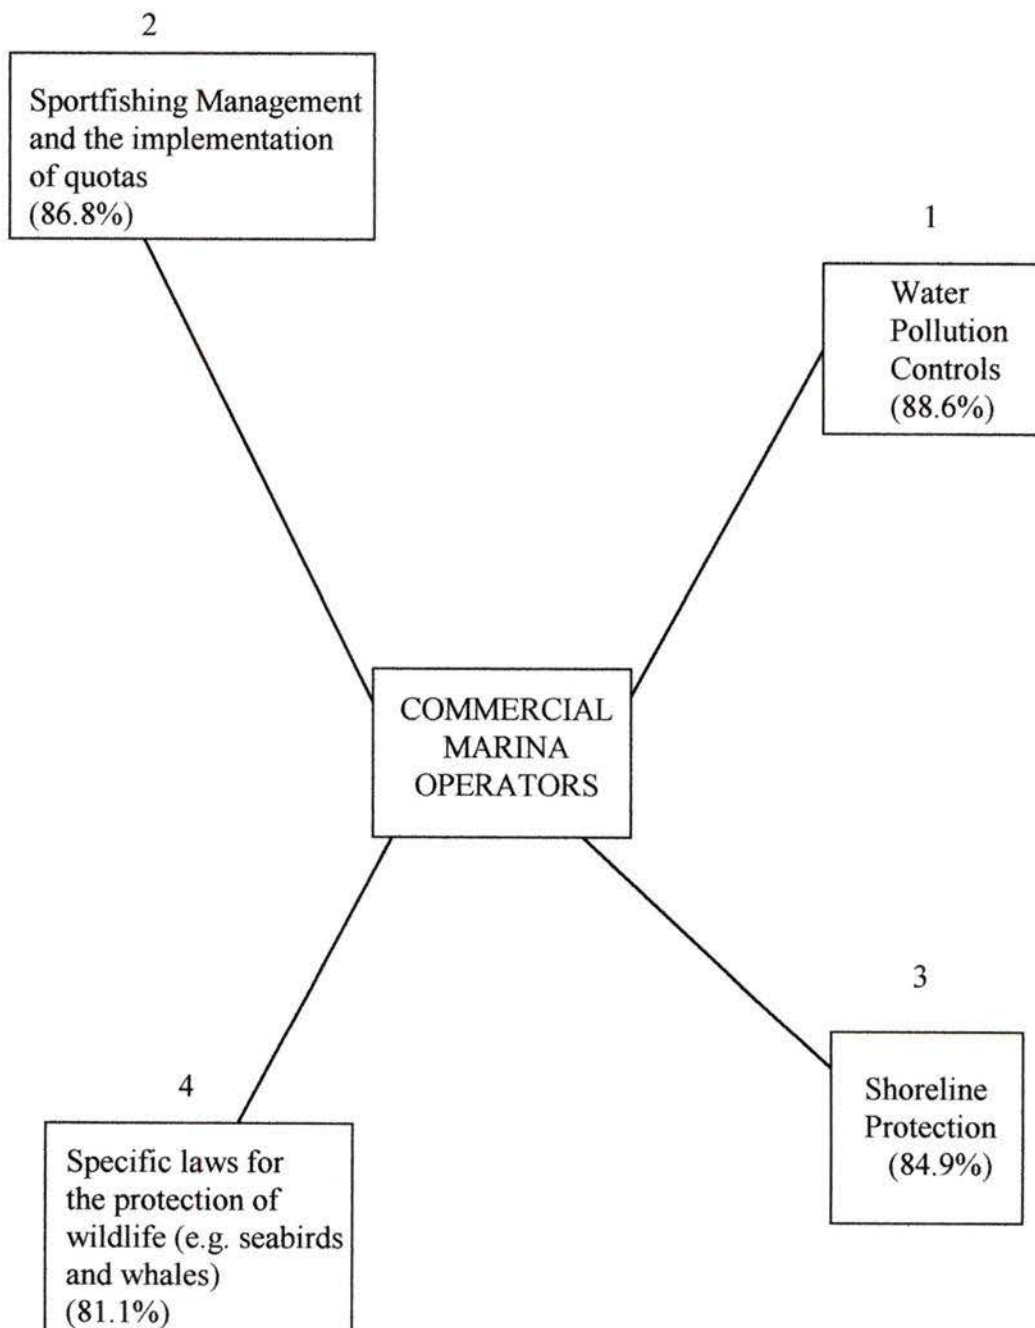 2
Sportfishing Management
and the implementation
of quotas
(86.8%)
1
Water
Pollution
Controls
(88.6%)
COMMERCIAL
MARINA
OPERATORS
3
Shoreline
Protection
(84.9%)
4
Specific laws for
the protection of
wildlife (e.g. seabirds
and whales)
(81.1%)